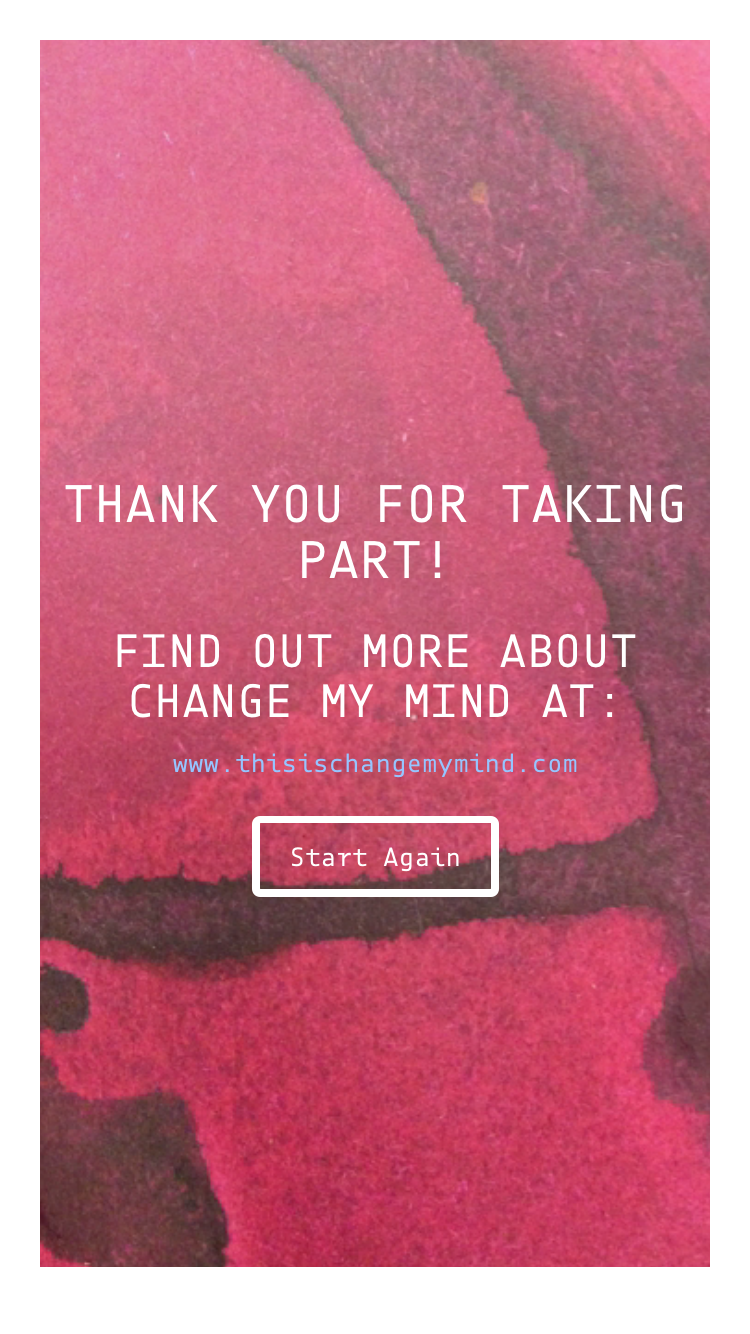 THANK YOU FOR TAKING
PART!
FIND OUT MORE ABOUT
CHANGE MY MIND AT:
www.thisischangemymind.com
Start Again